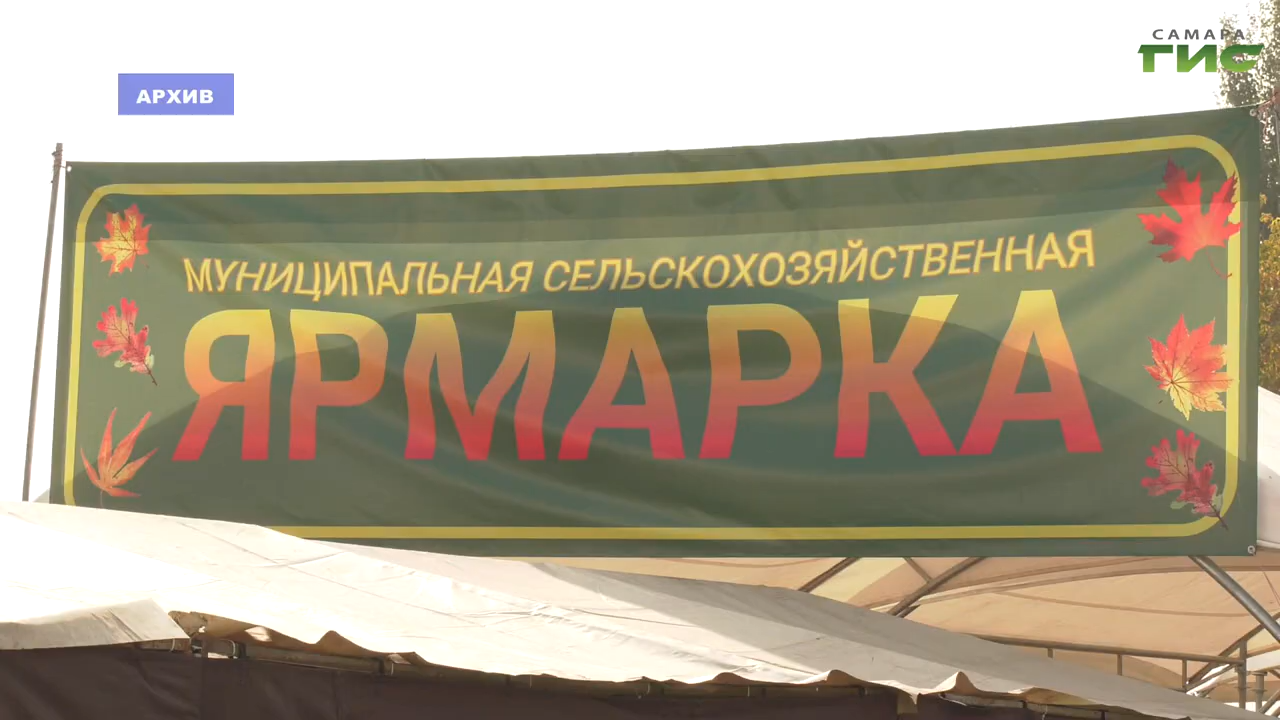 САМАРА
ГИС
АРХИВ
МУНИЦИПАЛЬНАЯ СЕЛЬСКОХОЗЯЙСТВЕННАЯ
ЯРМАРКА